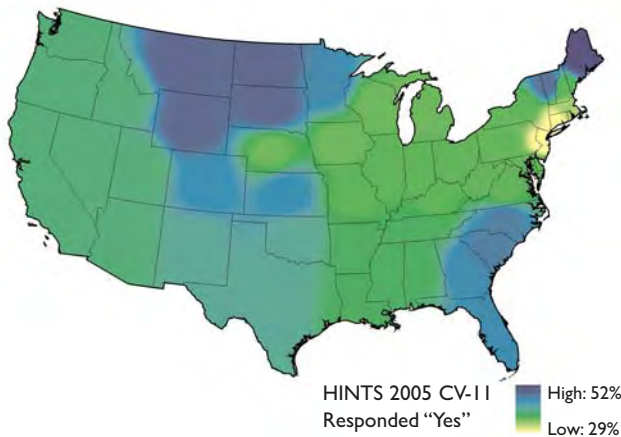 HINTS 2005 CV-11
Responded “Yes”
High: 52%
Low: 29%